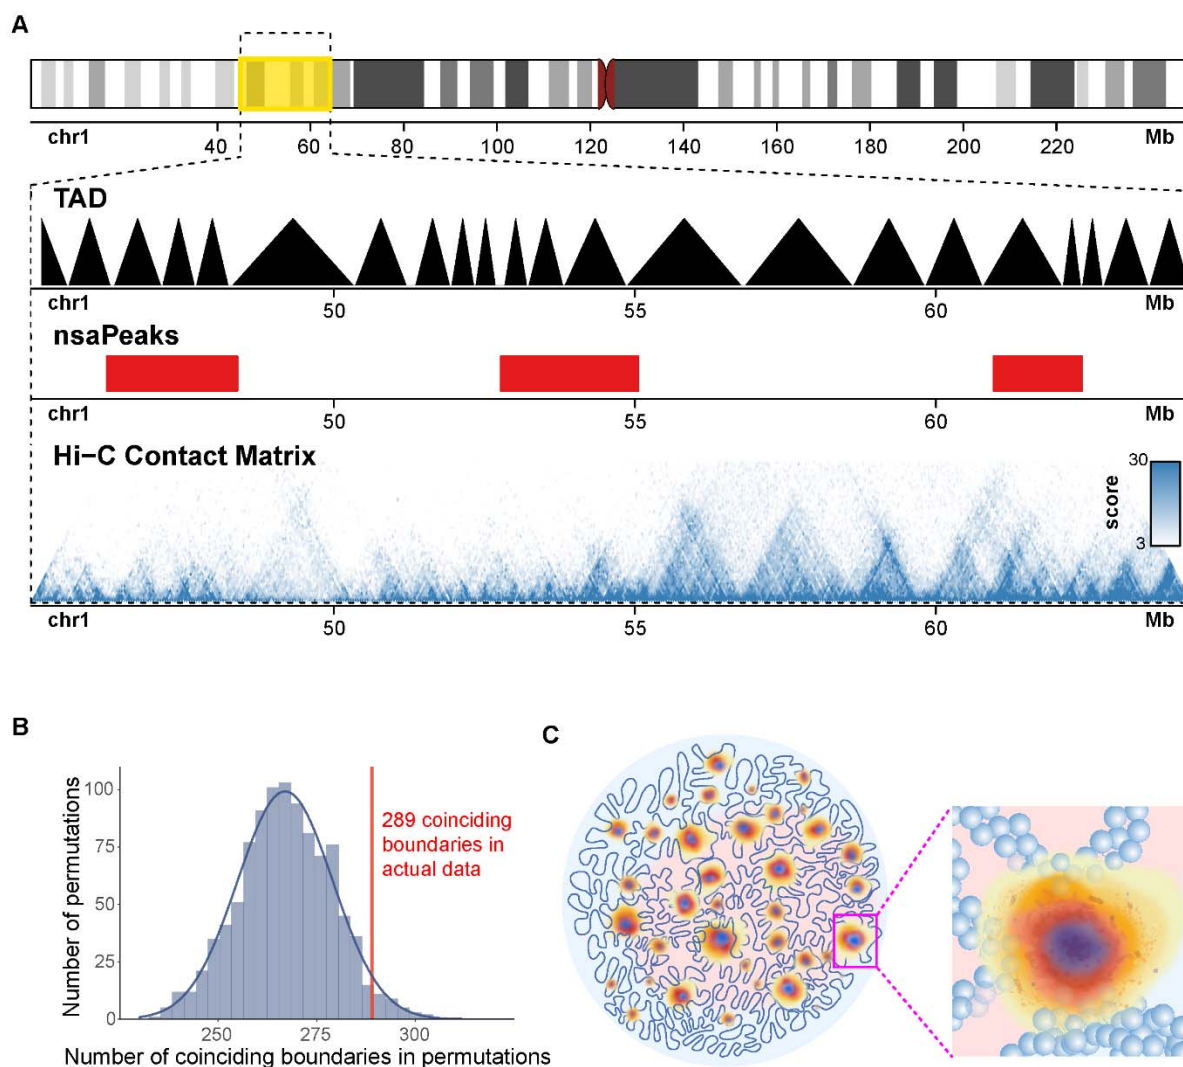 A
chr1
40 60 80 100 120 140 160 180 200 220
Mb
TAD
chr1
50 55 60
Mb
nsaPeaks
chr1
50 55 60
Mb
Hi−C Contact Matrix
30
score
3
chr1
50 55 60
Mb
B
Number of permutations
100
75
50
25
0
289 coinciding
boundaries in
actual data
250 275 300
Number of coinciding boundaries in permutations
C